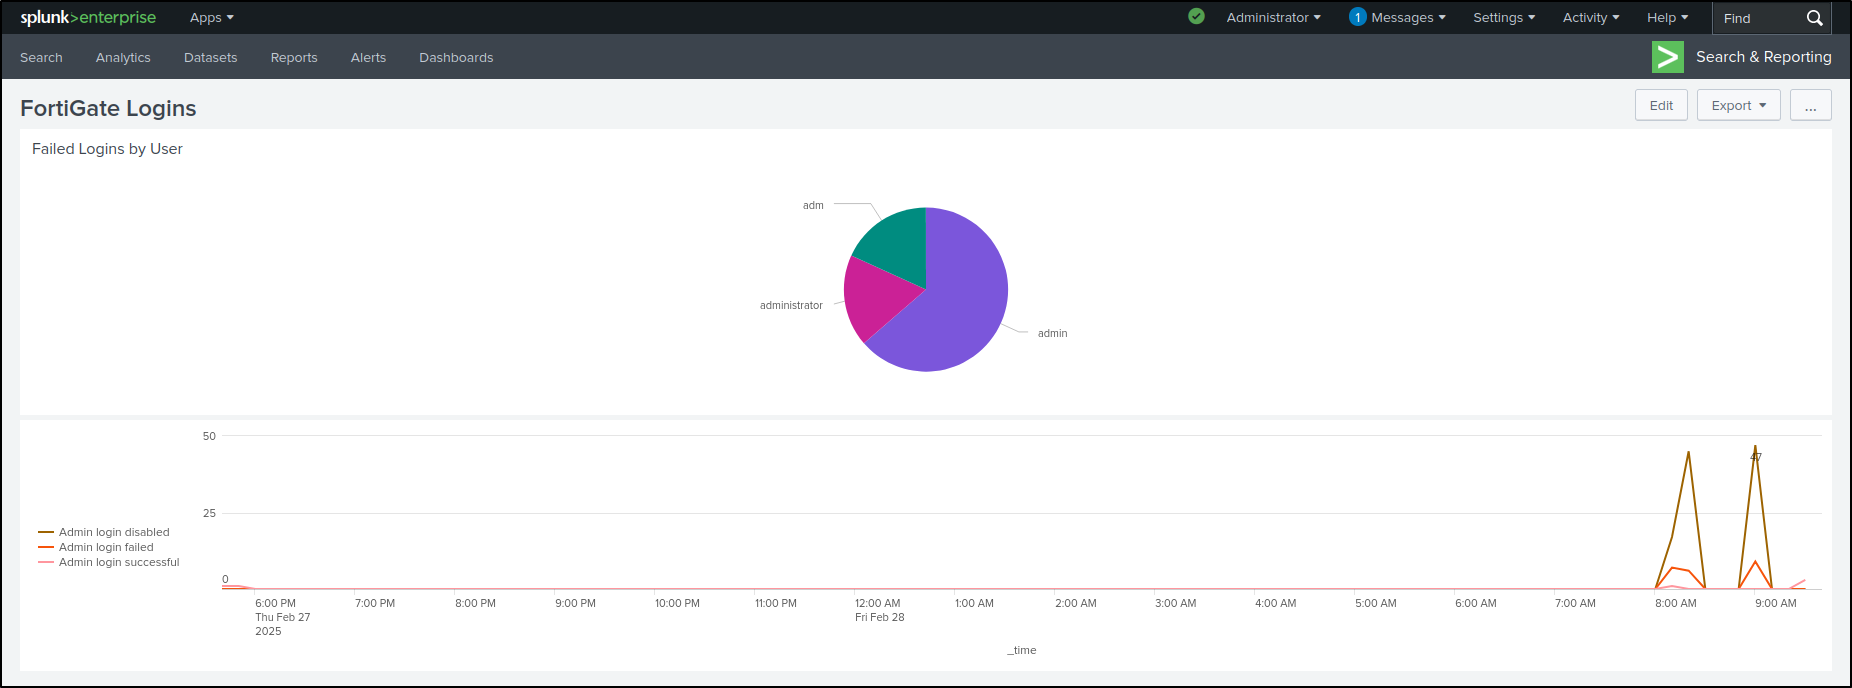 splunk>enterprise Apps Administrator 1 Messages Settings Activity Help Find
Search Analytics Datasets Reports Alerts Dashboards Search & Reporting
FortiGate Logins Edit Export ...
Failed Logins by User
adm
administrator
admin
50
47
25
Admin login disabled
Admin login failed
Admin login successful
0
6:00 PM 7:00 PM 8:00 PM 9:00 PM 10:00 PM 11:00 PM 12:00 AM 1:00 AM 2:00 AM 3:00 AM 4:00 AM 5:00 AM 6:00 AM 7:00 AM 8:00 AM 9:00 AM
Thu Feb 27 Fri Feb 28
2025
_time